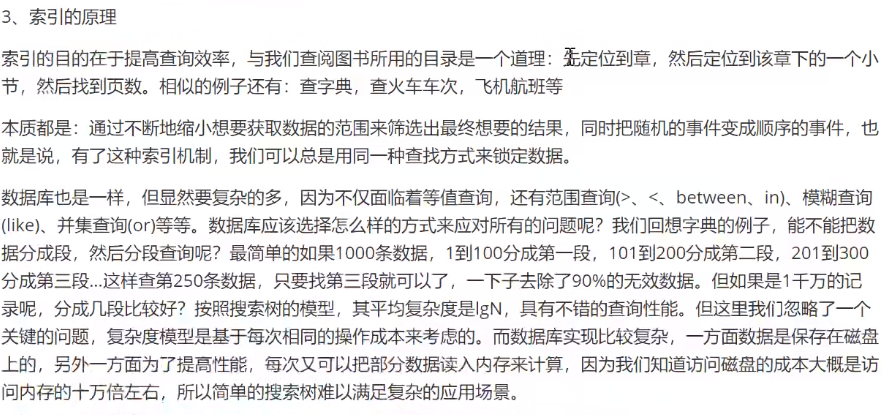 3、索引的原理
索引的目的在于提高查询效率，与我们查阅图书所用的目录是一个道理：先定位到章，然后定位到该章下的一个小
节，然后找到页数。相似的例子还有：查字典，查火车车次，飞机航班等
本质都是：通过不断地缩小想要获取数据的范围来筛选出最终想要的结果，同时把随机的事件变成顺序的事件，也
就是说，有了这种索引机制，我们可以总是用同一种查找方式来锁定数据。
数据库也是一样，但显然要复杂的多，因为不仅面临着等值查询，还有范围查询(>、<、between、in)、模糊查询
(like)、并集查询(or)等等。数据库应该选择怎么样的方式来应对所有的问题呢？我们回想字典的例子，能不能把数
据分成段，然后分段查询呢？最简单的如果1000条数据，1到100分成第一段，101到200分成第二段，201到300
分成第三段...这样查第250条数据，只要找第三段就可以了，一下子去除了90%的无效数据。但如果是1千万的记
录呢，分成几段比较好？按照搜索树的模型，其平均复杂度是lgN，具有不错的查询性能。但这里我们忽略了一个
关键的问题，复杂度模型是基于每次相同的操作成本来考虑的。而数据库实现比较复杂，一方面数据是保存在磁盘
上的，另外一方面为了提高性能，每次又可以把部分数据读入内存来计算，因为我们知道访问磁盘的成本大概是访
问内存的十万倍左右，所以简单的搜索树难以满足复杂的应用场景。